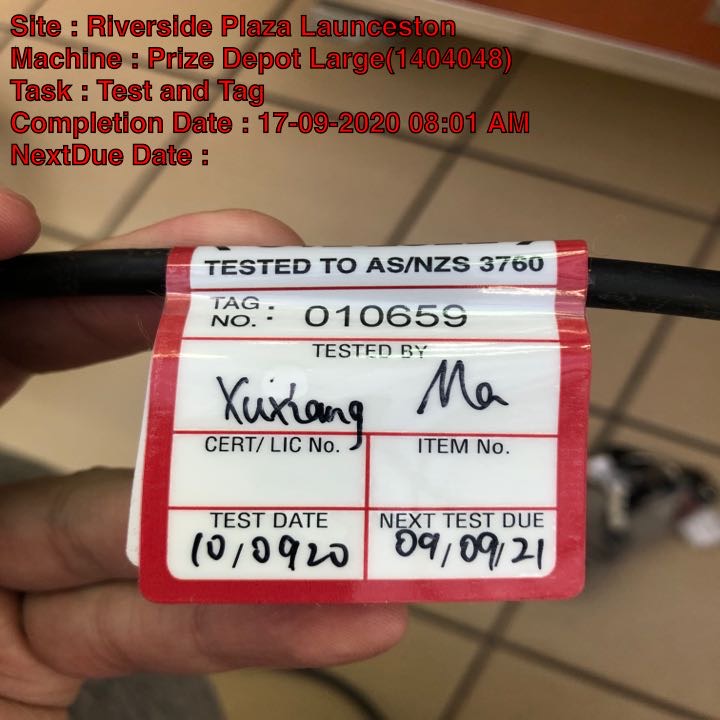 Site : Riverside Plaza Launceston
Machine : Prize Depot Large(1404048)
Task : Test and Tag
Completion Date : 17-09-2020 08:01 AM
NextDue Date :
TESTED TO AS/NZS 3760
TAG NO. : 010659
TESTED BY
Xuxiang Ma
CERT/ LIC No. ITEM No.
TEST DATE NEXT TEST DUE
10/0920 09/09/21